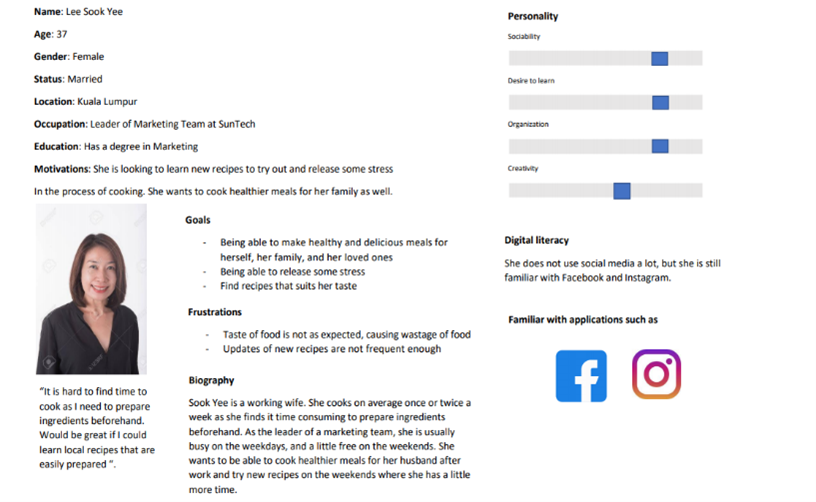 Name: Lee Sook Yee
Age: 37
Gender: Female
Status: Married
Location: Kuala Lumpur
Occupation: Leader of Marketing Team at SunTech
Education: Has a degree in Marketing
Motivations: She is looking to learn new recipes to try out and release some stress
In the process of cooking. She wants to cook healthier meals for her family as well.
“It is hard to find time to
cook as I need to prepare
ingredients beforehand.
Would be great if I could
learn local recipes that are
easily prepared “.
Goals
- Being able to make healthy and delicious meals for
herself, her family, and her loved ones
- Being able to release some stress
- Find recipes that suits her taste
Frustrations
- Taste of food is not as expected, causing wastage of food
- Updates of new recipes are not frequent enough
Biography
Sook Yee is a working wife. She cooks on average once or twice a
week as she finds it time consuming to prepare ingredients
beforehand. As the leader of a marketing team, she is usually
busy on the weekdays, and a little free on the weekends. She
wants to be able to cook healthier meals for her husband after
work and try new recipes on the weekends where she has a little
more time.
Personality
Sociability
Desire to learn
Organization
Creativity
Digital literacy
She does not use social media a lot, but she is still
familiar with Facebook and Instagram.
Familiar with applications such as